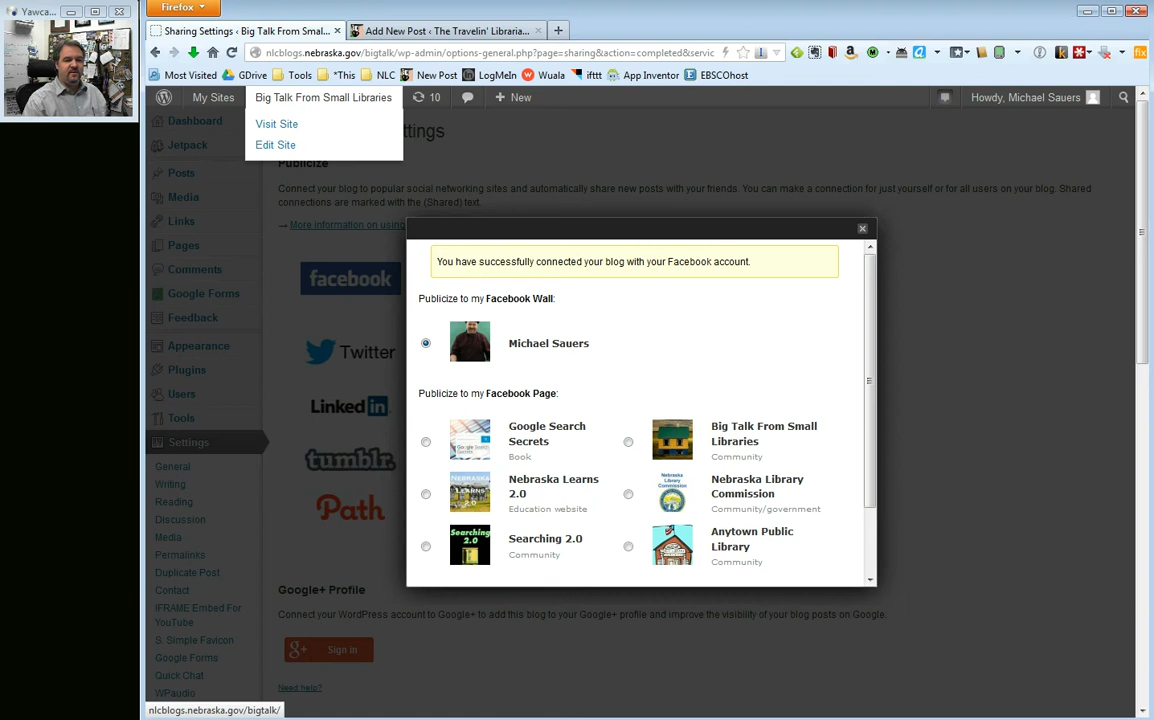 Yawca...
Firefox
Sharing Settings ‹ Big Talk From Smal...
Add New Post ‹ The Travelin' Libraria...
nlcblogs.nebraska.gov/bigtalk/wp-admin/options-general.php?page=sharing&action=completed&servic
Most Visited GDrive Tools *This NLC New Post LogMeIn Wuala ifttt App Inventor EBSCOhost
fix
My Sites Big Talk From Small Libraries 10 New Howdy, Michael Sauers
Visit Site
Edit Site
Dashboard
Jetpack
Posts
Media
Links
Pages
Comments
Google Forms
Feedback
Appearance
Plugins
Users
Tools
Settings
General
Writing
Reading
Discussion
Media
Permalinks
Duplicate Post
Contact
IFRAME Embed For
YouTube
S. Simple Favicon
Google Forms
Quick Chat
WPaudio
ttings
Publicize
Connect your blog to popular social networking sites and automatically share new posts with your friends. You can make a connection for just yourself or for all users on your blog. Shared
connections are marked with the (Shared) text.
→ More information on using
facebook
Twitter
LinkedIn
tumblr.
Path
You have successfully connected your blog with your Facebook account.
Publicize to my Facebook Wall:
Michael Sauers
Publicize to my Facebook Page:
Google Search
Secrets
Book
Big Talk From Small
Libraries
Community
Nebraska Learns
2.0
Education website
Nebraska Library
Commission
Community/government
Searching 2.0
Community
Anytown Public
Library
Community
Google+ Profile
Connect your WordPress account to Google+ to add this blog to your Google+ profile and improve the visibility of your blog posts on Google.
g+ Sign in
Need help?
nlcblogs.nebraska.gov/bigtalk/